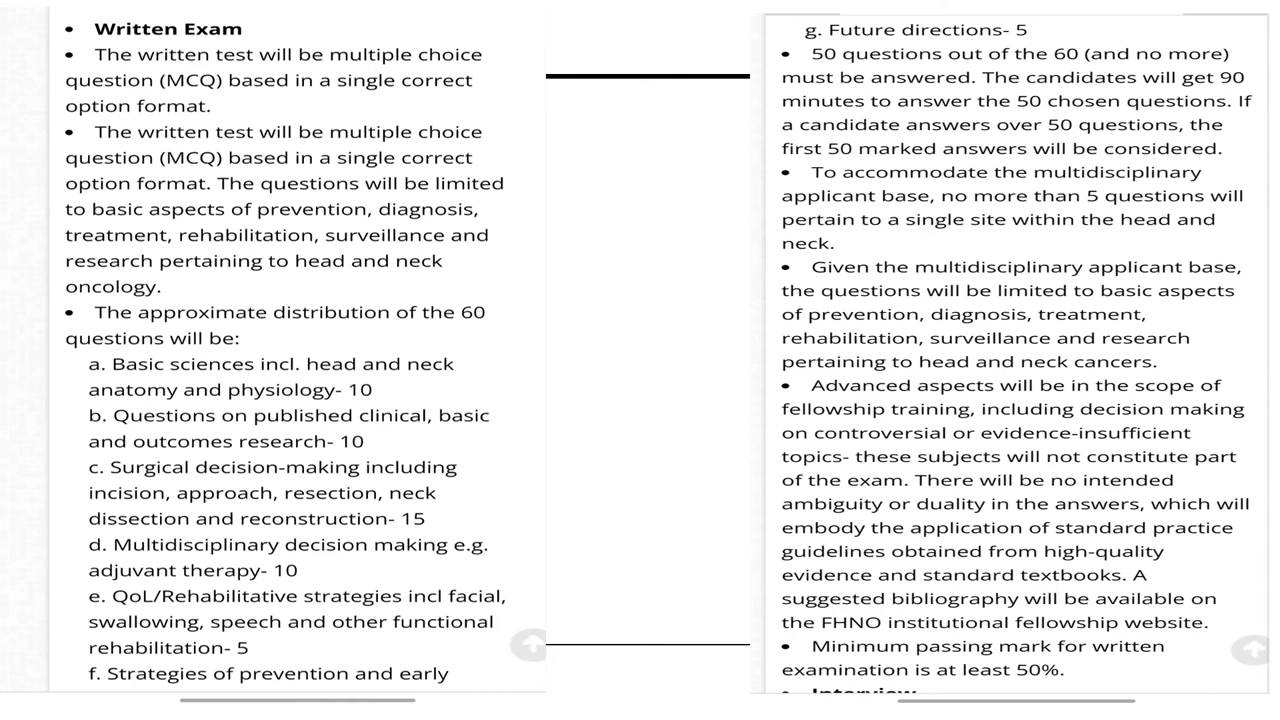 • Written Exam
• The written test will be multiple choice
question (MCQ) based in a single correct
option format.
• The written test will be multiple choice
question (MCQ) based in a single correct
option format. The questions will be limited
to basic aspects of prevention, diagnosis,
treatment, rehabilitation, surveillance and
research pertaining to head and neck
oncology.
• The approximate distribution of the 60
questions will be:
a. Basic sciences incl. head and neck
anatomy and physiology- 10
b. Questions on published clinical, basic
and outcomes research- 10
c. Surgical decision-making including
incision, approach, resection, neck
dissection and reconstruction- 15
d. Multidisciplinary decision making e.g.
adjuvant therapy- 10
e. QoL/Rehabilitative strategies incl facial,
swallowing, speech and other functional
rehabilitation- 5
f. Strategies of prevention and early
g. Future directions- 5
• 50 questions out of the 60 (and no more)
must be answered. The candidates will get 90
minutes to answer the 50 chosen questions. If
a candidate answers over 50 questions, the
first 50 marked answers will be considered.
• To accommodate the multidisciplinary
applicant base, no more than 5 questions will
pertain to a single site within the head and
neck.
• Given the multidisciplinary applicant base,
the questions will be limited to basic aspects
of prevention, diagnosis, treatment,
rehabilitation, surveillance and research
pertaining to head and neck cancers.
• Advanced aspects will be in the scope of
fellowship training, including decision making
on controversial or evidence-insufficient
topics- these subjects will not constitute part
of the exam. There will be no intended
ambiguity or duality in the answers, which will
embody the application of standard practice
guidelines obtained from high-quality
evidence and standard textbooks. A
suggested bibliography will be available on
the FHNO institutional fellowship website.
• Minimum passing mark for written
examination is at least 50%.
• Interview